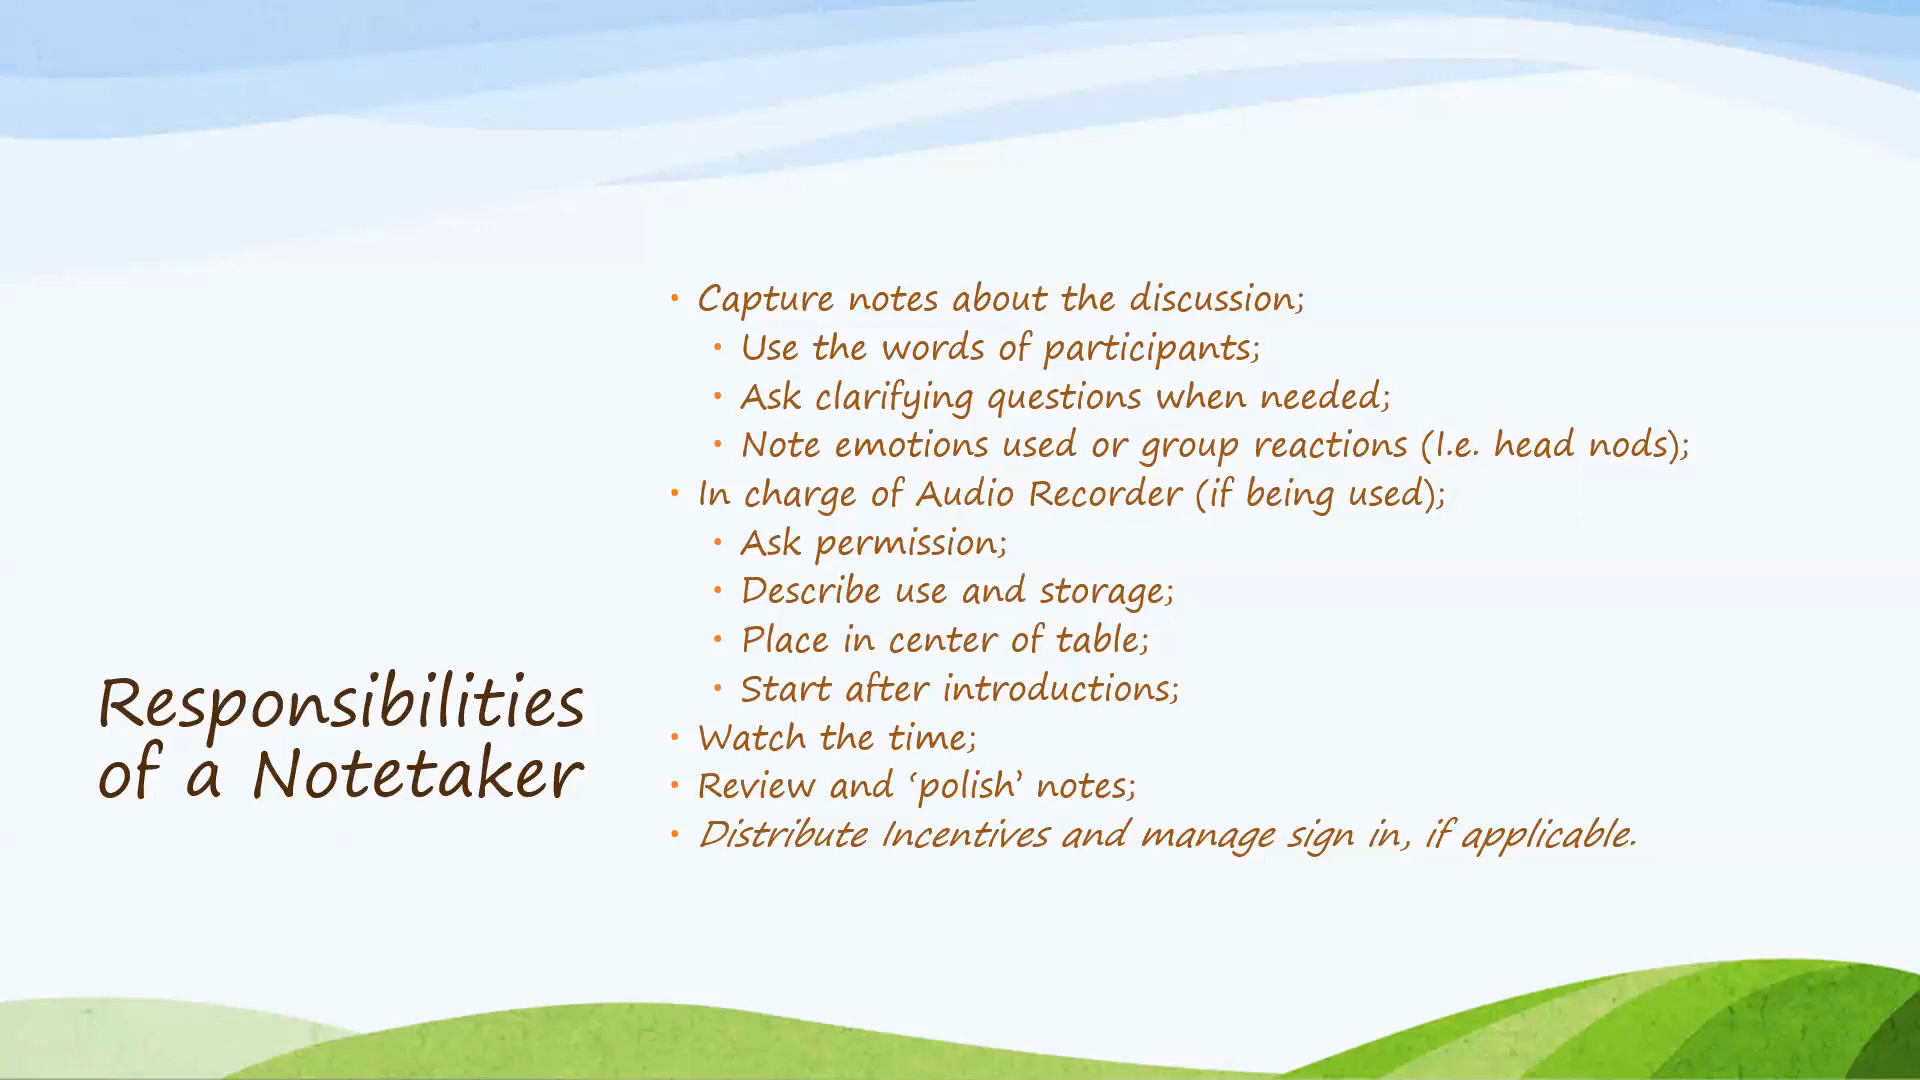 Responsibilities
of a Notetaker
• Capture notes about the discussion;
• Use the words of participants;
• Ask clarifying questions when needed;
• Note emotions used or group reactions (I.e. head nods);
• In charge of Audio Recorder (if being used);
• Ask permission;
• Describe use and storage;
• Place in center of table;
• Start after introductions;
• Watch the time;
• Review and ‘polish’ notes;
• Distribute Incentives and manage sign in, if applicable.